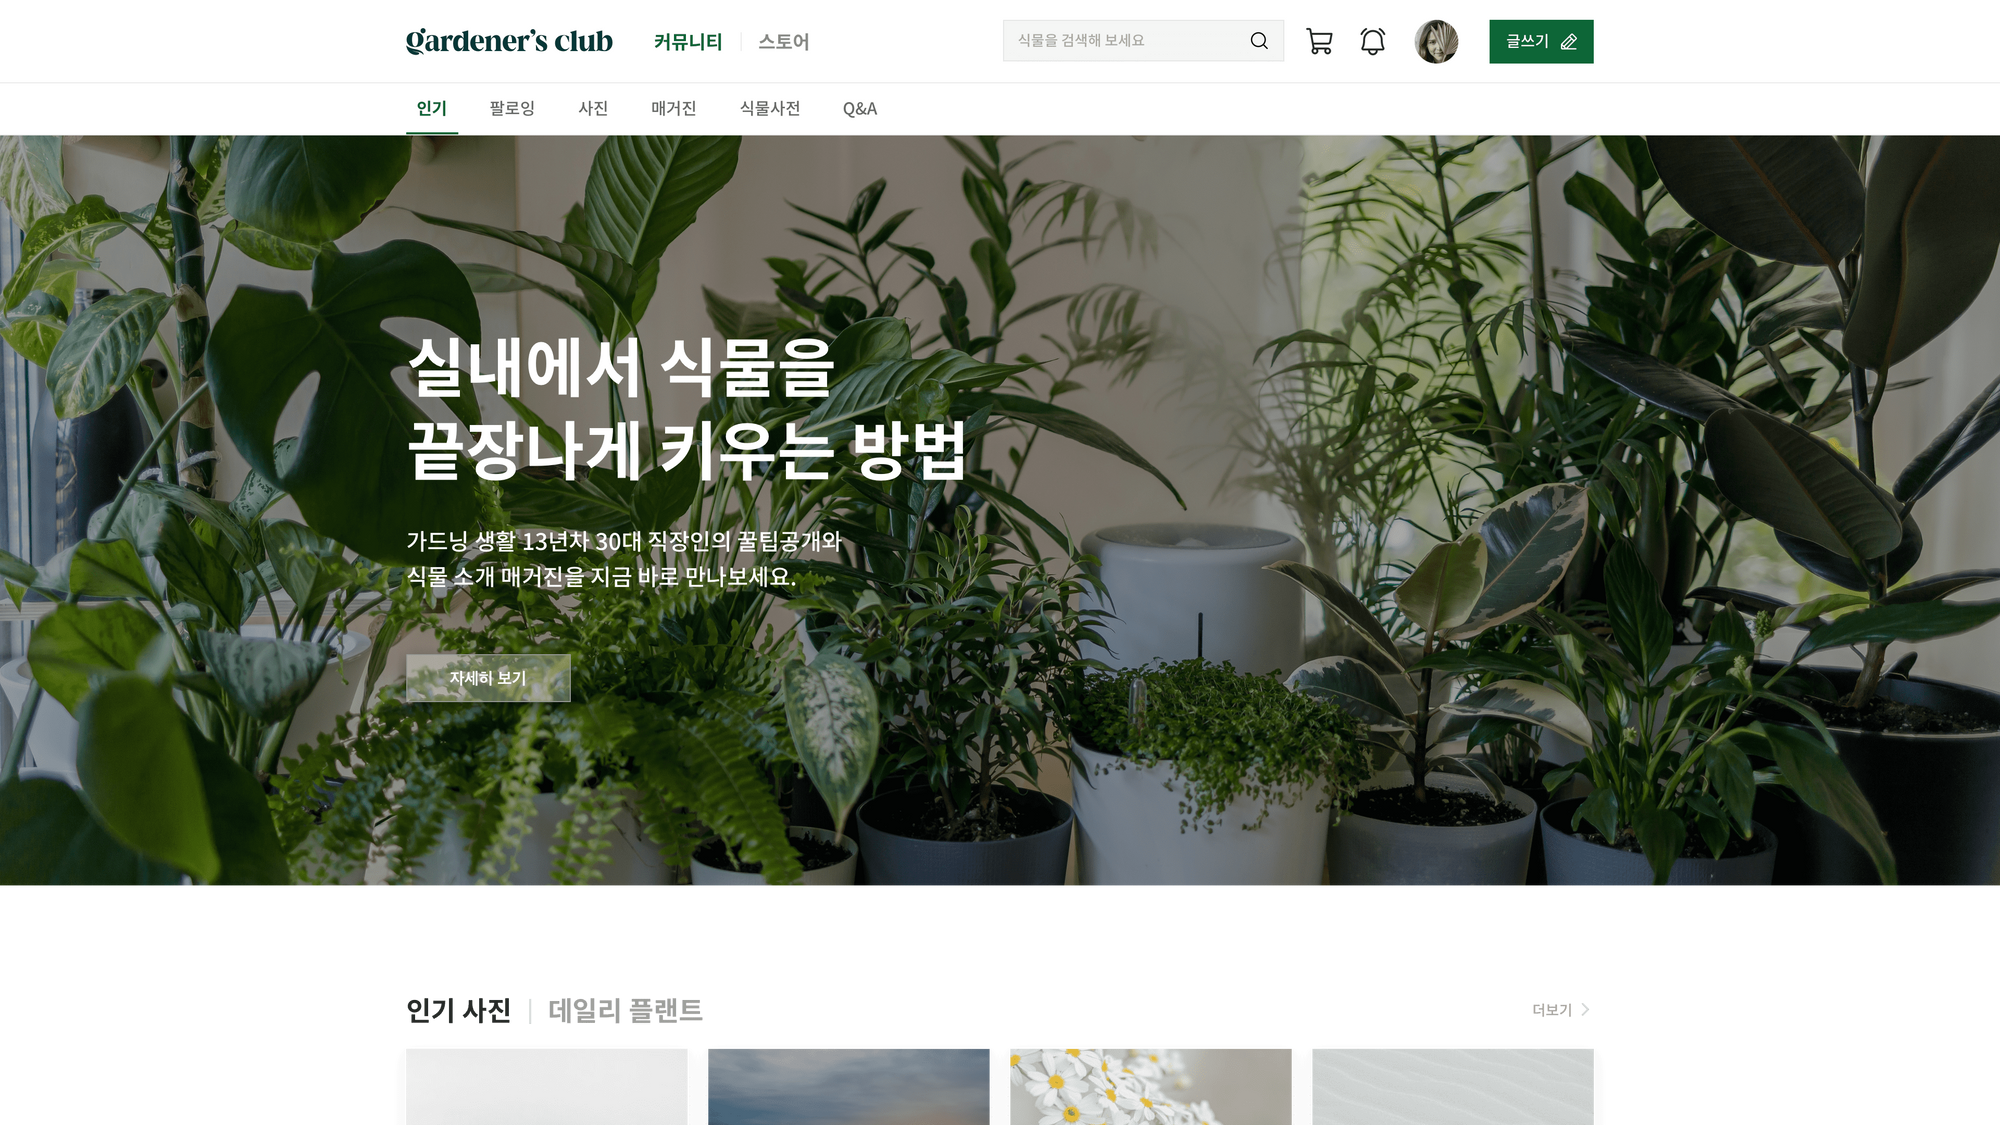 gardener's club
커뮤니티
스토어
식물을 검색해 보세요
글쓰기
인기
팔로잉
사진
매거진
식물사전
Q&A
실내에서 식물을
끝장나게 키우는 방법
가드닝 생활 13년차 30대 직장인의 꿀팁공개와
식물 소개 매거진을 지금 바로 만나보세요.
자세히 보기
인기 사진
데일리 플랜트
더보기